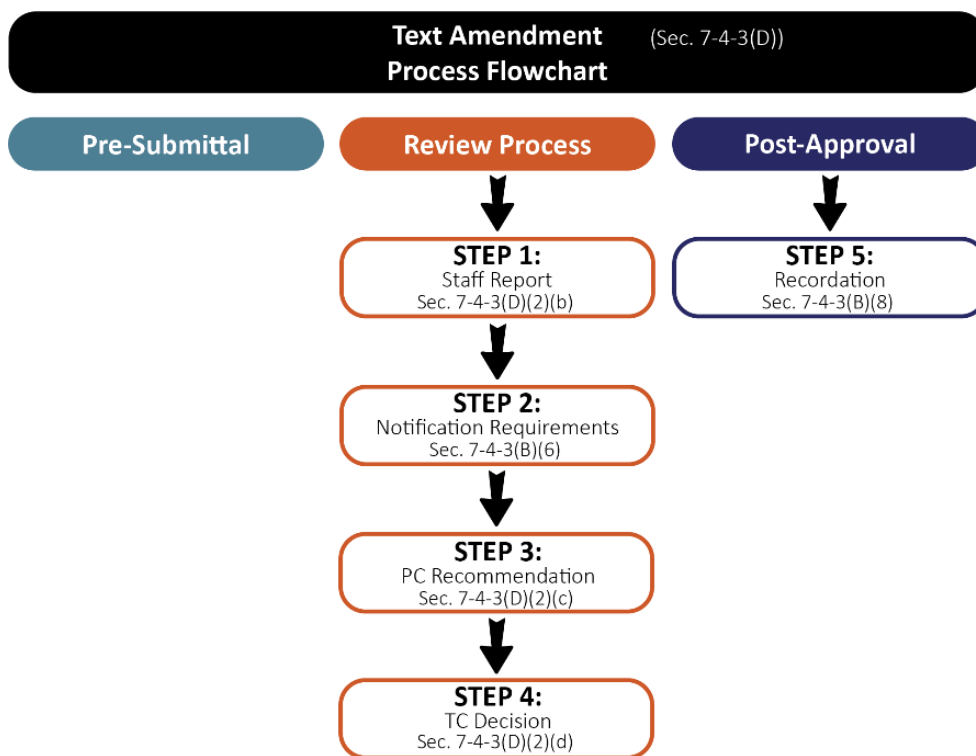 Text Amendment (Sec. 7-4-3(D))
Process Flowchart
Pre-Submittal
Review Process
Post-Approval
STEP 1:
Staff Report
Sec. 7-4-3(D)(2)(b)
STEP 2:
Notification Requirements
Sec. 7-4-3(B)(6)
STEP 3:
PC Recommendation
Sec. 7-4-3(D)(2)(c)
STEP 4:
TC Decision
Sec. 7-4-3(D)(2)(d)
STEP 5:
Recordation
Sec. 7-4-3(B)(8)